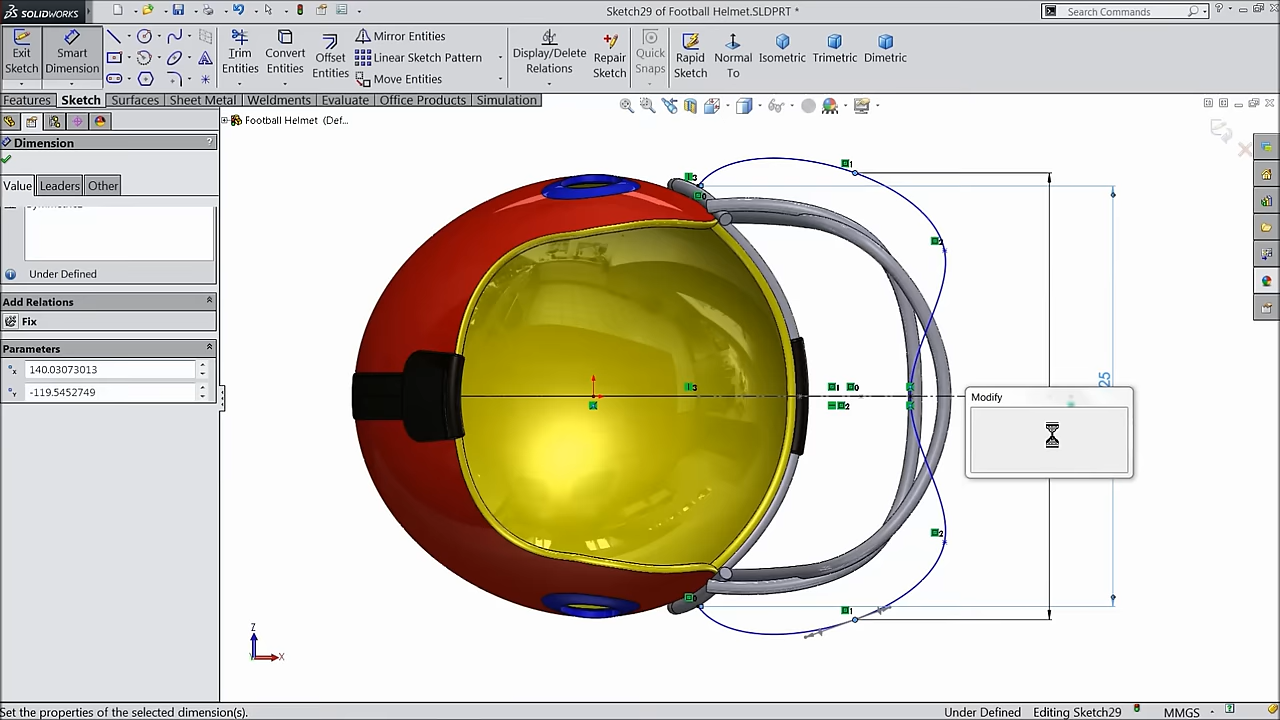 SOLIDWORKS
Sketch29 of Football Helmet.SLDPRT *
Search Commands
Exit Sketch
Smart Dimension
Trim Entities
Convert Entities
Offset Entities
Mirror Entities
Linear Sketch Pattern
Move Entities
Display/Delete Relations
Repair Sketch
Quick Snaps
Rapid Sketch
Normal To
Isometric
Trimetric
Dimetric
Features
Sketch
Surfaces
Sheet Metal
Weldments
Evaluate
Office Products
Simulation
Football Helmet (Def...
Dimension
?
Value
Leaders
Other
Under Defined
Add Relations
Fix
Parameters
140.03073013
-119.5452749
25
Modify
Z
X
Set the properties of the selected dimension(s).
Under Defined
Editing Sketch29
MMGS